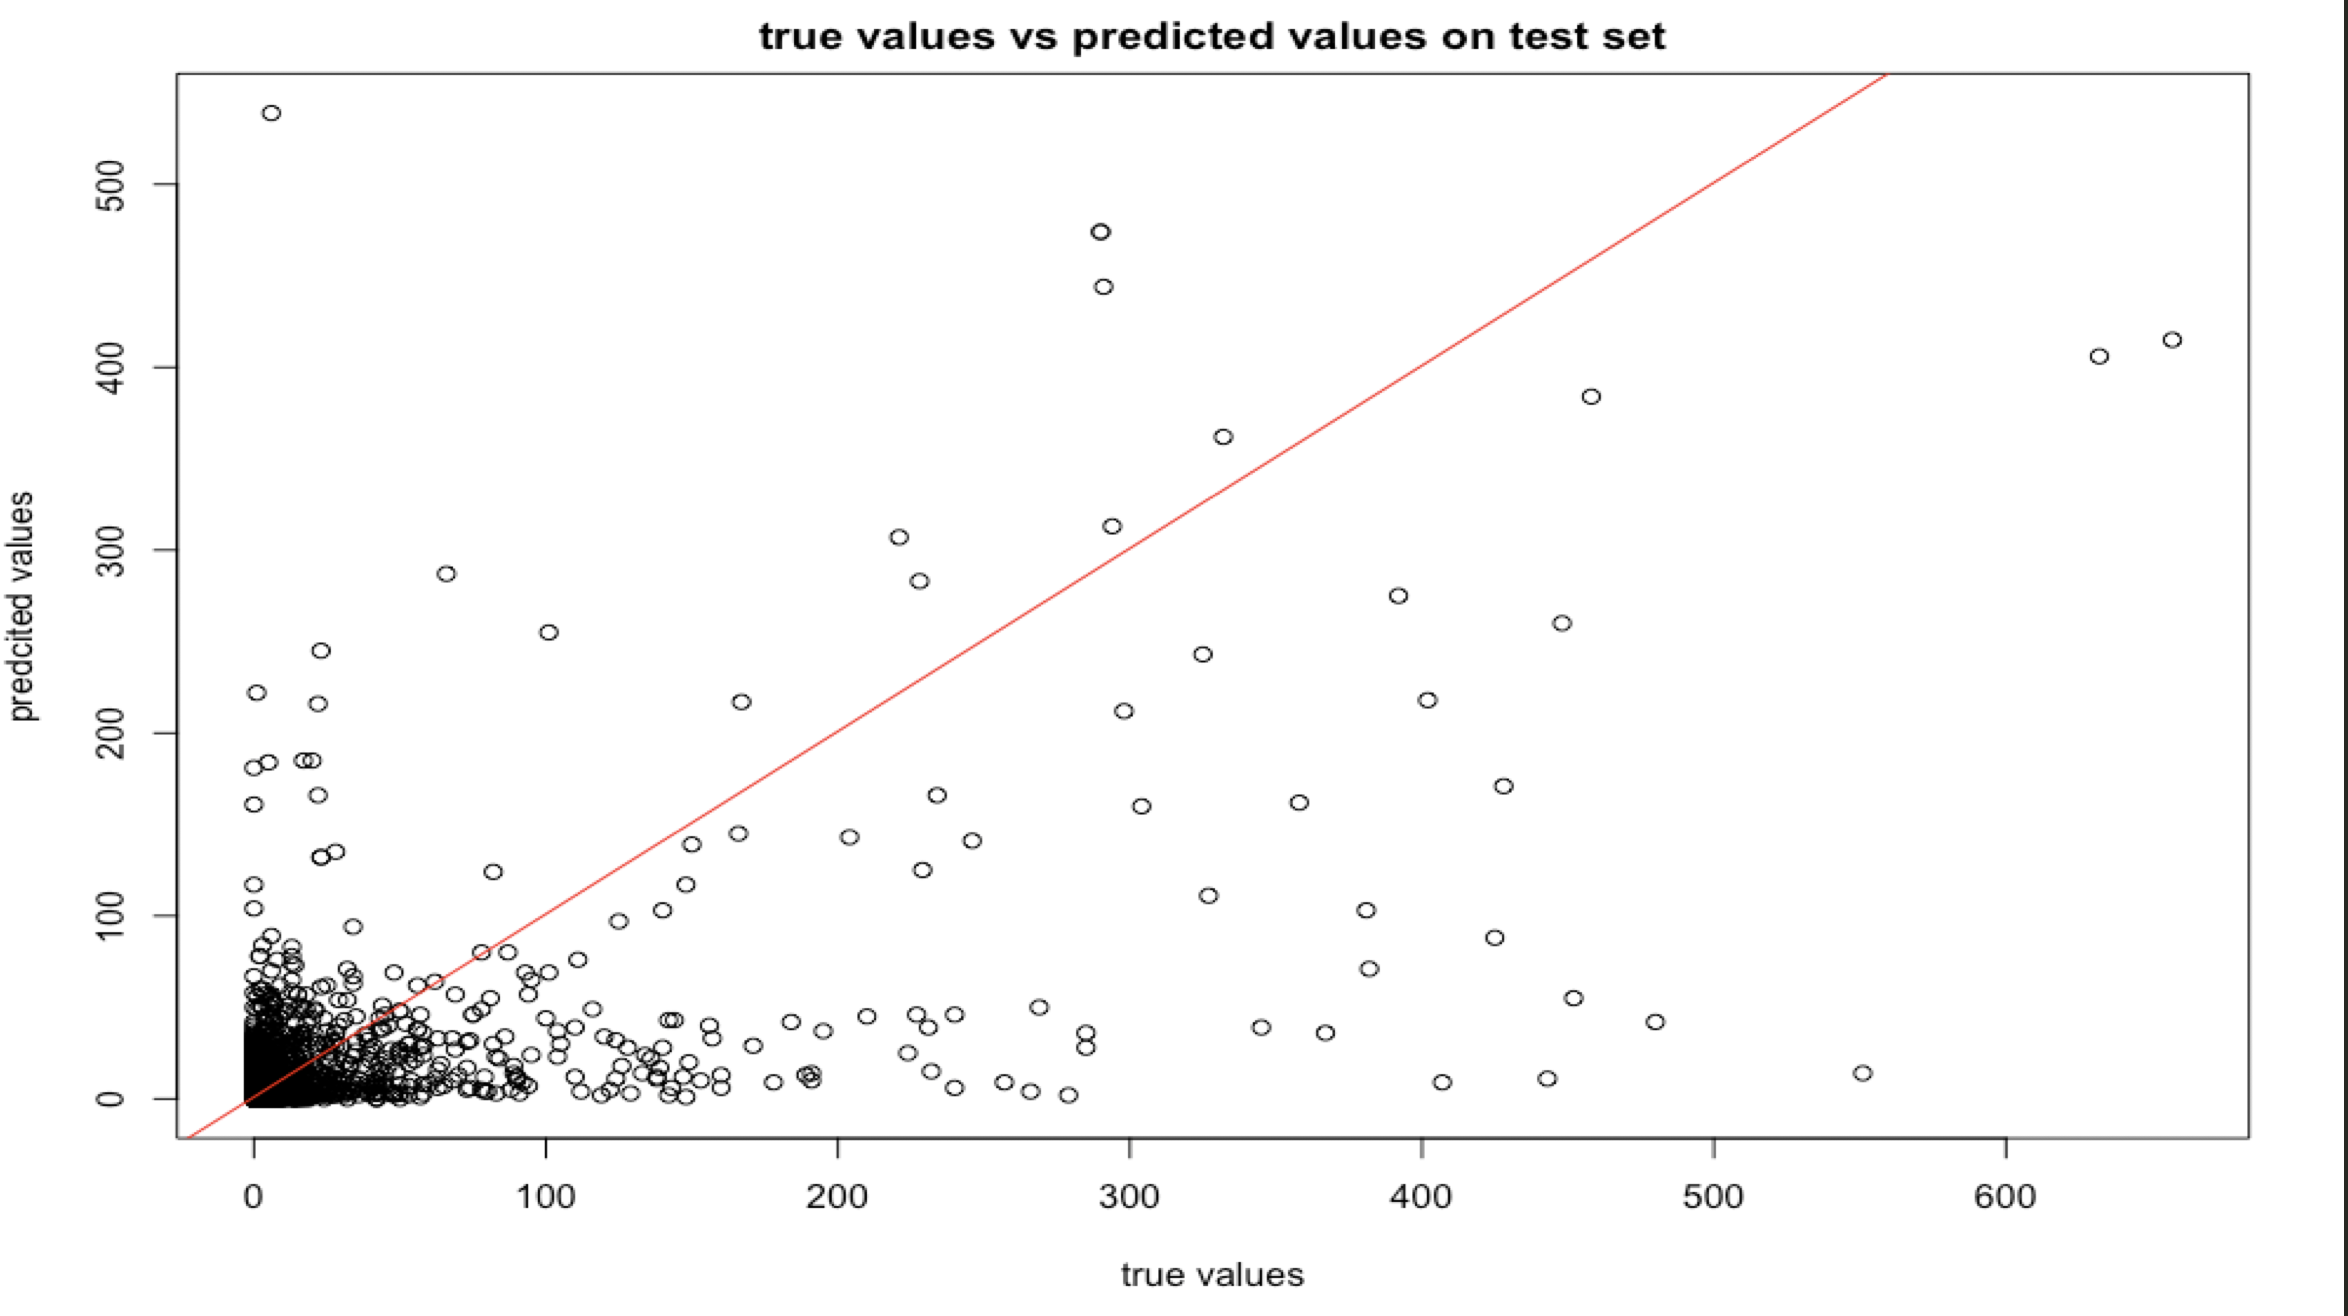 true values vs predicted values on test set
predcited values
500
400
300
200
100
0
0 100 200 300 400 500 600
true values